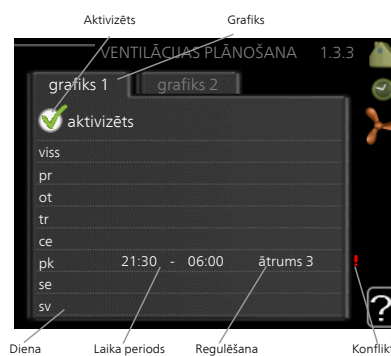 Aktivizēts Grafiks
VENTILĀCIJAS PLĀNOŠANA 1.3.3
grafiks 1 grafiks 2
aktivizēts
viss
pr
ot
tr
ce
pk 21:30 - 06:00 ātrums 3 !
se
sv
?
Diena Laika periods Regulēšana Konflikt